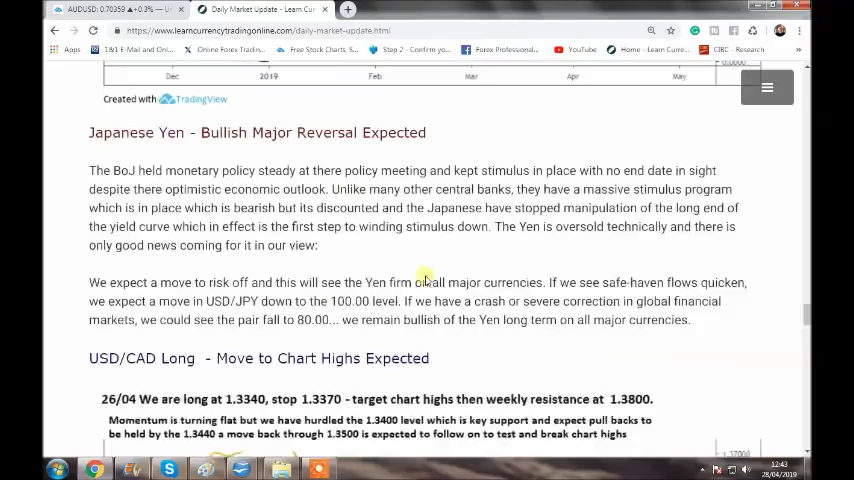 AUDUSD: 0.70359 ▲+0.3%
Daily Market Update - Learn Cur
https://www.learncurrencytradingonline.com/daily-market-update.html
Apps
1&1 E-Mail and Onl...
Online Forex Trading...
Free Stock Charts, S...
Step 2 - Confirm yo...
Forex Professional...
YouTube
Home - Learn Curre...
CIBC - Research
0.0000
Dec 2019 Feb Mar Apr May
Created with TradingView
Japanese Yen - Bullish Major Reversal Expected
The BoJ held monetary policy steady at there policy meeting and kept stimulus in place with no end date in sight
despite there optimistic economic outlook. Unlike many other central banks, they have a massive stimulus program
which is in place which is bearish but its discounted and the Japanese have stopped manipulation of the long end of
the yield curve which in effect is the first step to winding stimulus down. The Yen is oversold technically and there is
only good news coming for it in our view:
We expect a move to risk off and this will see the Yen firm on all major currencies. If we see safe-haven flows quicken,
we expect a move in USD/JPY down to the 100.00 level. If we have a crash or severe correction in global financial
markets, we could see the pair fall to 80.00... we remain bullish of the Yen long term on all major currencies.
USD/CAD Long - Move to Chart Highs Expected
26/04 We are long at 1.3340, stop 1.3370 - target chart highs then weekly resistance at 1.3800.
Momentum is turning flat but we have hurdled the 1.3400 level which is key support and expect pull backs to
be held by the 1.3440 a move back through 1.3500 is expected to follow on to test and break chart highs
12:43
28/04/2019